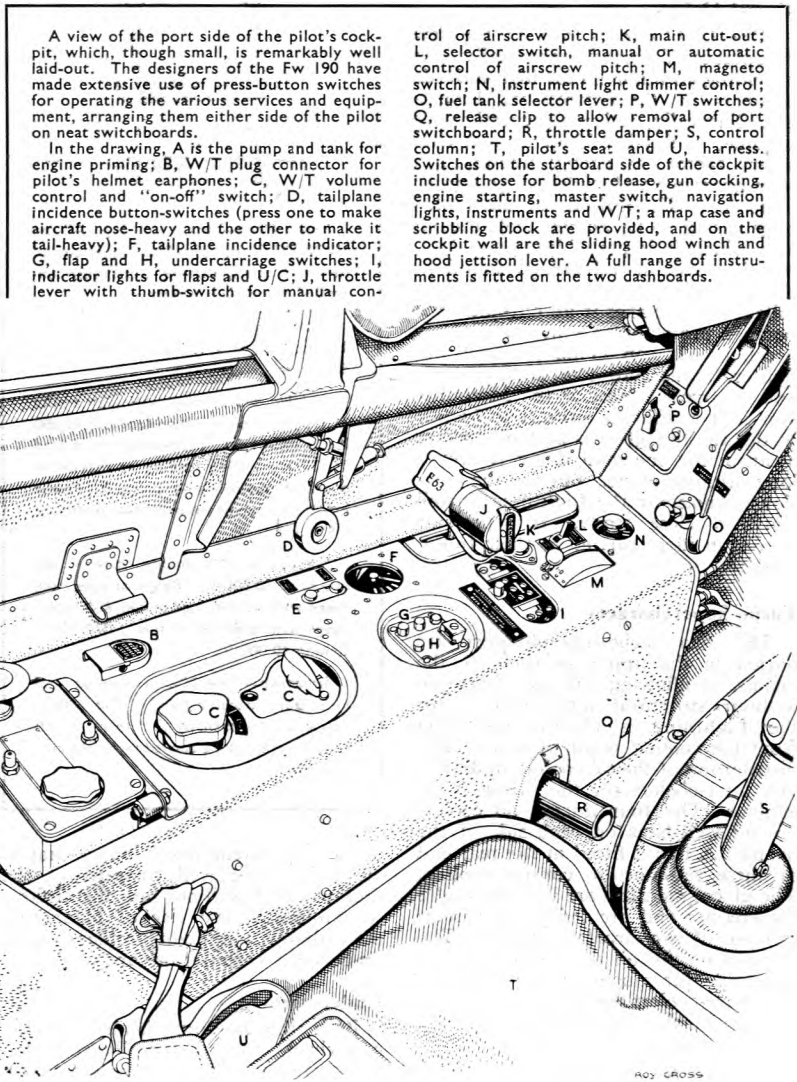 A view of the port side of the pilot's cock-
pit, which, though small, is remarkably well
laid-out. The designers of the Fw 190 have
made extensive use of press-button switches
for operating the various services and equip-
ment, arranging them either side of the pilot
on neat switchboards.
In the drawing, A is the pump and tank for
engine priming; B, W/T plug connector for
pilot's helmet earphones; C, W/T volume
control and "on-off" switch; D, tailplane
incidence button-switches (press one to make
aircraft nose-heavy and the other to make it
tail-heavy); F, tailplane incidence indicator;
G, flap and H, undercarriage switches; I,
indicator lights for flaps and U/C; J, throttle
lever with thumb-switch for manual con-
trol of airscrew pitch; K, main cut-out;
L, selector switch, manual or automatic
control of airscrew pitch; M, magneto
switch; N, instrument light dimmer control;
O, fuel tank selector lever; P, W/T switches;
Q, release clip to allow removal of port
switchboard; R, throttle damper; S, control
column; T, pilot's seat and U, harness.
Switches on the starboard side of the cockpit
include those for bomb release, gun cocking,
engine starting, master switch, navigation
lights, instruments and W/T; a map case and
scribbling block are provided, and on the
cockpit wall are the sliding hood winch and
hood jettison lever. A full range of instru-
ments is fitted on the two dashboards.
P
E63
J
O
K
L
N
D
F
M
E
I
G
H
B
C
C
Q
R
S
T
U
ROY CROSS